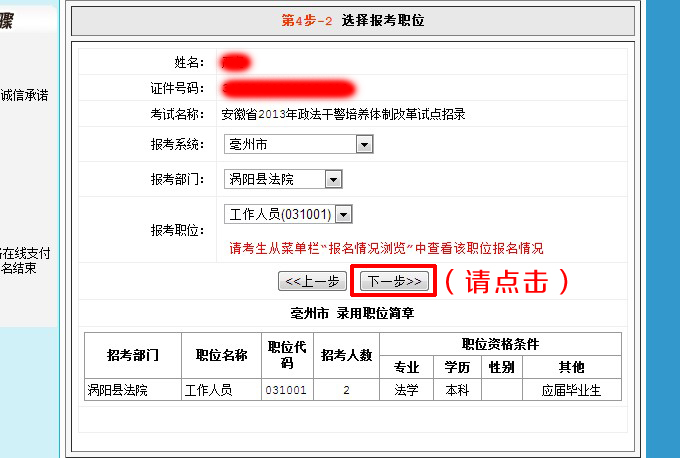 骤
第4步-2 选择报考职位
姓名：
证件号码：
诚信承诺
考试名称： 安徽省2013年政法干警培养体制改革试点招录
报考系统： 亳州市
报考部门： 涡阳县法院
报考职位： 工作人员(031001)
请考生从菜单栏“报名情况浏览”中查看该职位报名情况
在线支付
名结束
<<上一步 下一步>> （请点击）
亳州市 录用职位简章
招考部门 职位名称 职位代码 招考人数 职位资格条件
专业 学历 性别 其他
涡阳县法院 工作人员 031001 2 法学 本科 应届毕业生